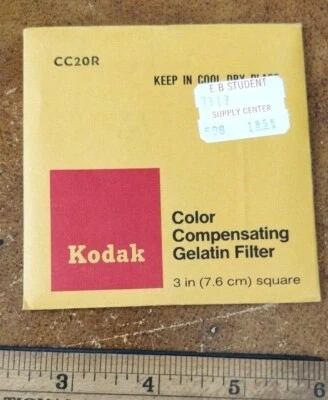 CC20R
KEEP IN COOL DRY PLACE
E B STUDENT
SUPPLY CENTER
Kodak
Color
Compensating
Gelatin Filter
3 in (7.6 cm) square
3 4 5 6